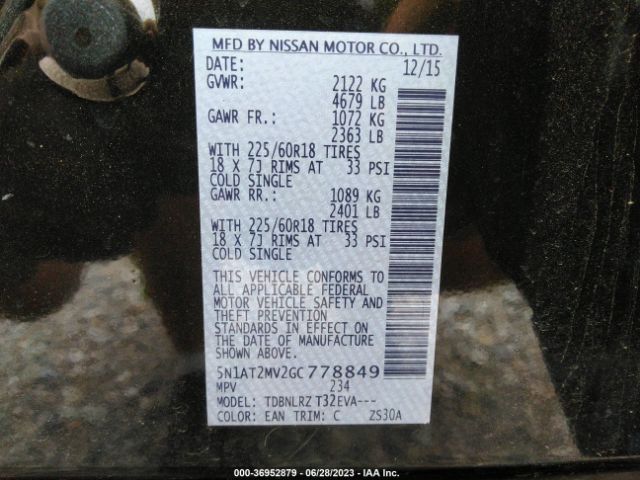 MFD BY NISSAN MOTOR CO., LTD.
DATE: 12/15
GVWR: 2122 KG
4679 LB
GAWR FR.: 1072 KG
2363 LB
WITH 225/60R18 TIRES
18 X 7J RIMS AT 33 PSI
COLD SINGLE
GAWR RR.: 1089 KG
2401 LB
WITH 225/60R18 TIRES
18 X 7J RIMS AT 33 PSI
COLD SINGLE
THIS VEHICLE CONFORMS TO
ALL APPLICABLE FEDERAL
MOTOR VEHICLE SAFETY AND
THEFT PREVENTION
STANDARDS IN EFFECT ON
THE DATE OF MANUFACTURE
SHOWN ABOVE.
5N1AT2MV2GC778849
MPV 234
MODEL: TDBNLRZ T32EVA---
COLOR: EAN TRIM: C ZS30A
000-36952879 - 06/28/2023 - IAA Inc.